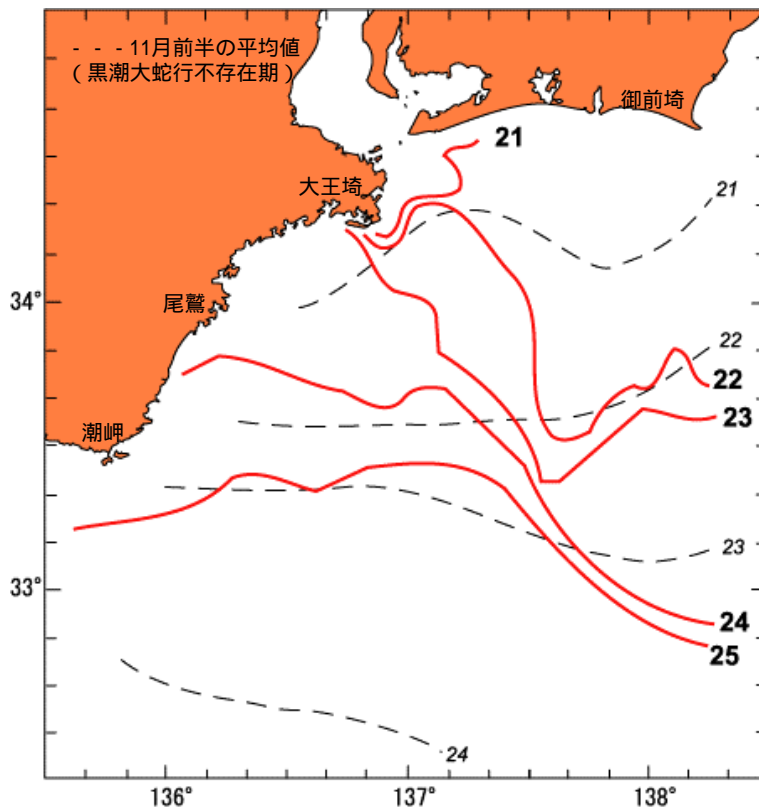 - - - 11月前半の平均値
(黒潮大蛇行不存在期)
御前埼
21
大王埼
21
34°
尾鷲
22
22
23
潮岬
23
33°
24
25
24
136°
137°
138°